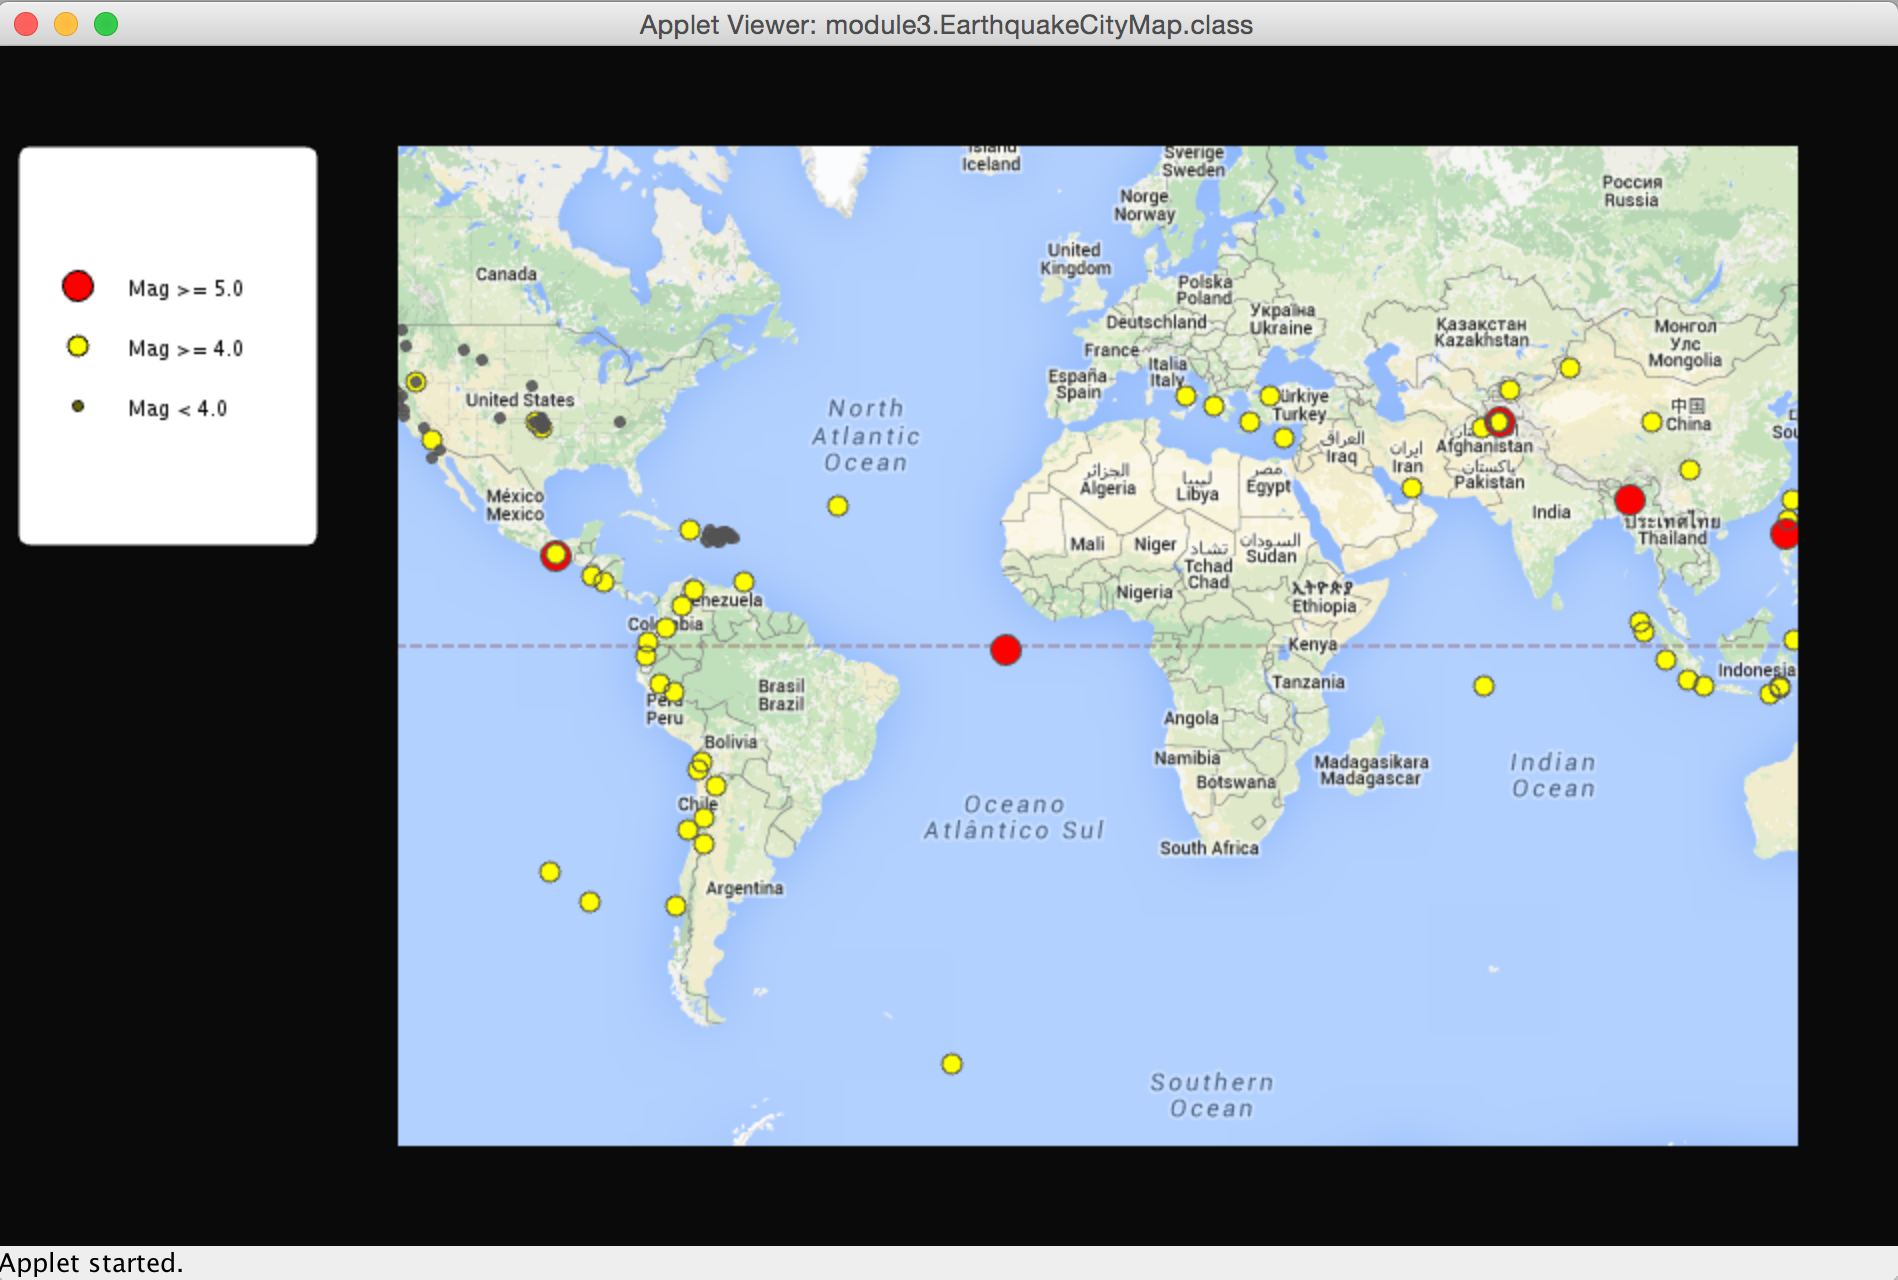 Applet Viewer: module3.EarthquakeCityMap.class
Mag >= 5.0
Mag >= 4.0
Mag < 4.0
Island
Iceland
Sverige
Sweden
Norge
Norway
Россия
Russia
United
Kingdom
Canada
Polska
Poland
Deutschland
Україна
Ukraine
Қазақстан
Kazakhstan
Монгол
Улс
Mongolia
France
Italia
Italy
España
Spain
United States
Türkiye
Turkey
中国
China
North
Atlantic
Ocean
العراق
Iraq
ایران
Iran
Afghanistan
پاکستان
Pakistan
الجزائر
Algeria
ليبيا
Libya
مصر
Egypt
México
Mexico
India
ประเทศไทย
Thailand
Mali
Niger
تشاد
Tchad
Chad
السودان
Sudan
Nigeria
ኢትዮጵያ
Ethiopia
Venezuela
Colombia
Kenya
Tanzania
Indonesia
Brasil
Brazil
Perú
Peru
Bolivia
Angola
Namibia
Botswana
Madagasikara
Madagascar
Indian
Ocean
Chile
Oceano
Atlântico Sul
South Africa
Argentina
Southern
Ocean
Applet started.